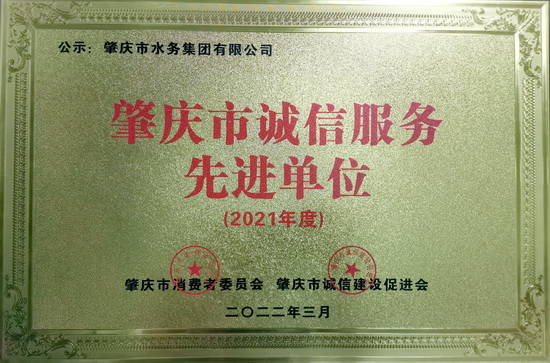 公示：肇庆市水务集团有限公司
肇庆市诚信服务
先进单位
(2021年度)
肇庆市消费者委员会 肇庆市诚信建设促进会
二〇二二年三月